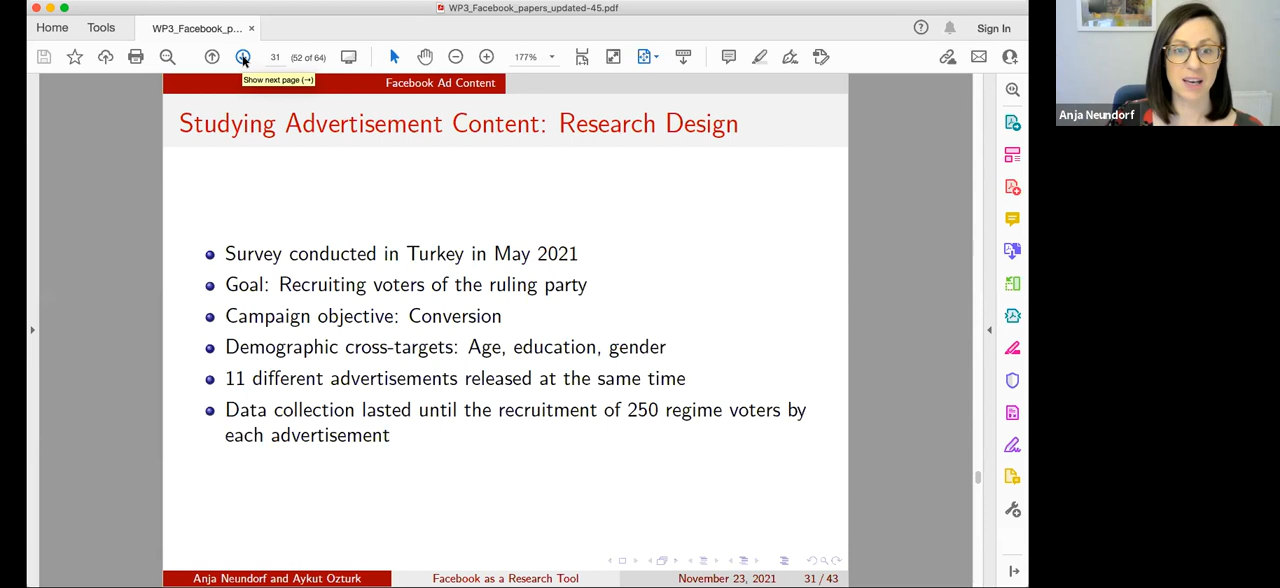 WP3_Facebook_papers_updated-45.pdf
Home Tools WP3_Facebook_p... × Sign In
31 (52 of 64) 177%
Show next page (→)
Anja Neundorf
Facebook Ad Content
Studying Advertisement Content: Research Design
Survey conducted in Turkey in May 2021
Goal: Recruiting voters of the ruling party
Campaign objective: Conversion
Demographic cross-targets: Age, education, gender
11 different advertisements released at the same time
Data collection lasted until the recruitment of 250 regime voters by
each advertisement
Anja Neundorf and Aykut Ozturk Facebook as a Research Tool November 23, 2021 31 / 43